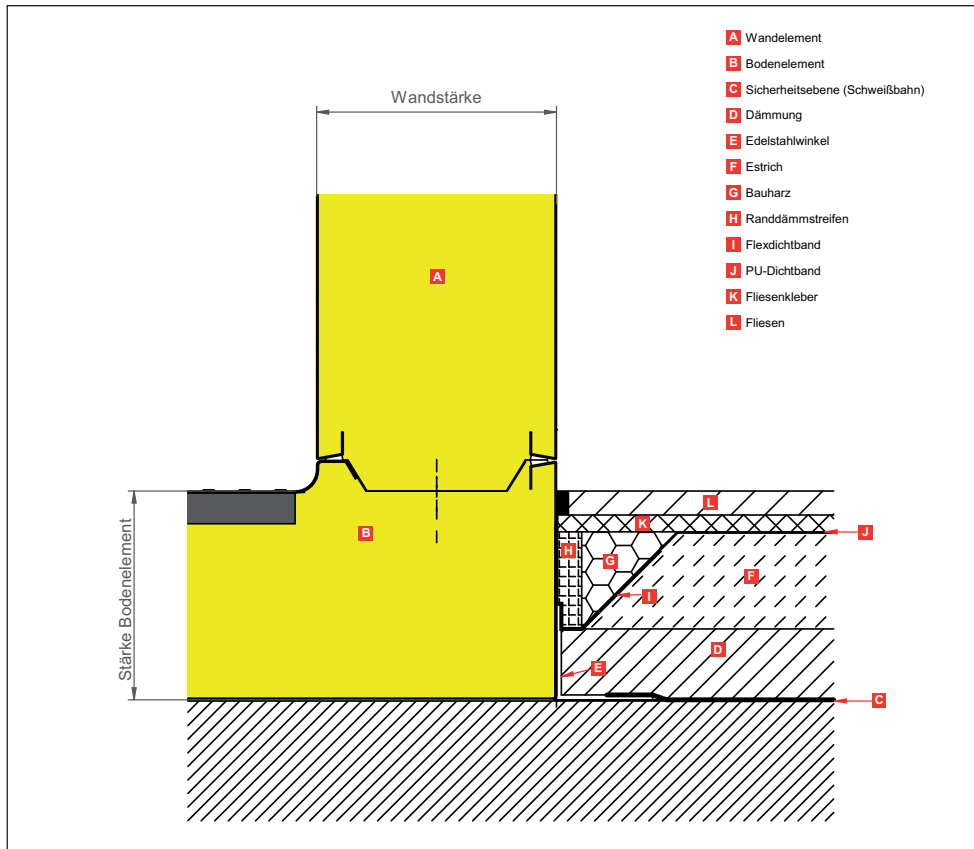 A Wandelement
B Bodenelement
C Sicherheitsebene (Schweißbahn)
D Dämmung
E Edelstahlwinkel
F Estrich
G Bauharz
H Randdämmstreifen
I Flexdichtband
J PU-Dichtband
K Fliesenkleber
L Fliesen
Wandstärke
A
Stärke Bodenelement
B
L
K
J
H
G
F
I
E
D
C